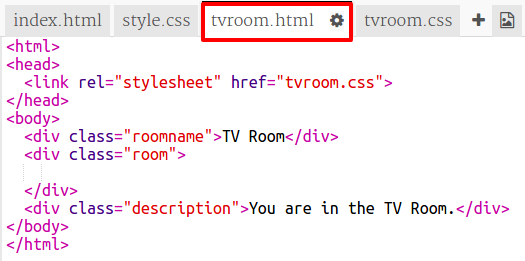 index.html style.css tvroom.html tvroom.css
<html>
<head>
  <link rel="stylesheet" href="tvroom.css">
</head>
<body>
  <div class="roomname">TV Room</div>
  <div class="room">
  </div>
  <div class="description">You are in the TV Room.</div>
</body>
</html>